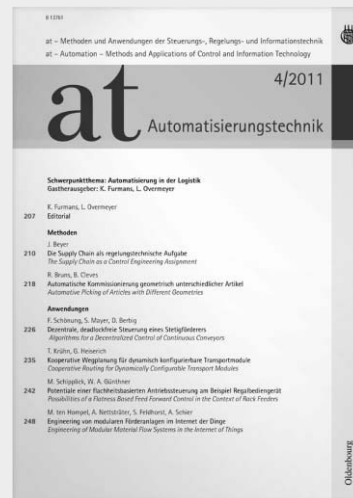 B 13783
at – Methoden und Anwendungen der Steuerungs-, Regelungs- und Informationstechnik
at – Automation – Methods and Applications of Control and Information Technology
4/2011
at Automatisierungstechnik
Schwerpunktthema: Automatisierung in der Logistik
Gastherausgeber: K. Furmans, L. Overmeyer
K. Furmans, L. Overmeyer
207 Editorial
Methoden
J. Beyer
210 Die Supply Chain als regelungstechnische Aufgabe
The Supply Chain as a Control Engineering Assignment
R. Bruns, B. Cleves
218 Automatische Kommissionierung geometrisch unterschiedlicher Artikel
Automative Picking of Articles with Different Geometries
Anwendungen
F. Schönung, S. Mayer, D. Berbig
226 Dezentrale, deadlockfreie Steuerung eines Stetigförderers
Algorithms for a Decentralized Control of Continuous Conveyors
T. Krühn, G. Heiserich
235 Kooperative Wegplanung für dynamisch konfigurierbare Transportmodule
Cooperative Routing for Dynamically Configurable Transport Modules
M. Schipplick, W. A. Günthner
242 Potentiale einer flachheitsbasierten Antriebssteuerung am Beispiel Regalbediengerät
Possibilities of a Flatness Based Feed Forward Control in the Context of Rack Feeders
M. ten Hompel, A. Nettsträter, S. Feldhorst, A. Schier
248 Engineering von modularen Förderanlagen im Internet der Dinge
Engineering of Modular Material Flow Systems in the Internet of Things
Oldenbourg